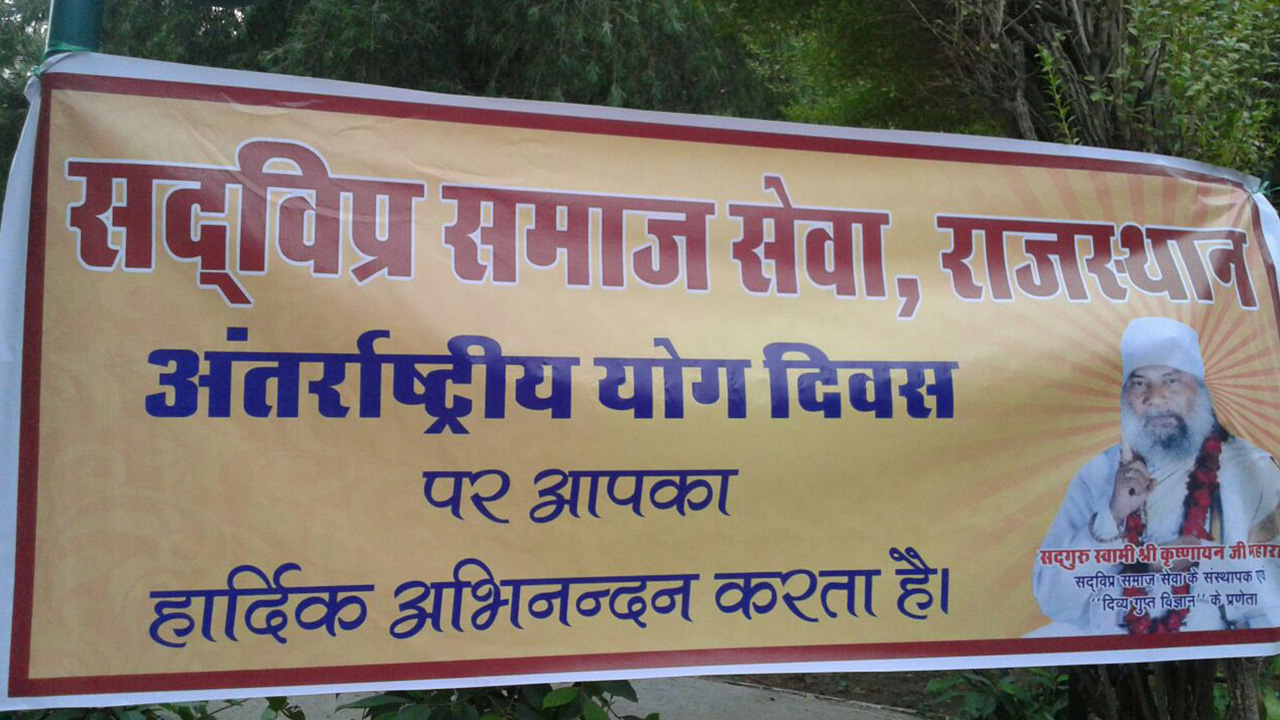 सद्‌विप्र समाज सेवा, राजस्थान
अंतर्राष्ट्रीय योग दिवस
पर आपका
हार्दिक अभिनन्दन करता है।
सद्‌गुरु स्वामी श्री कृष्णायन जी महारा
सद्‌विप्र समाज सेवा के संस्थापक एवं
‘‘दिव्य गुप्त विज्ञान’’ के प्रणेता